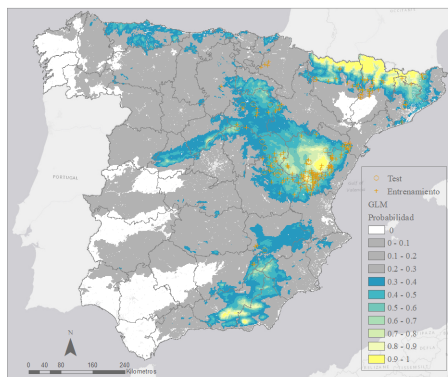 PORTUGAL
Test
Entrenamiento
GLM
Probabilidad
0
0 - 0.1
0.1 - 0.2
0.2 - 0.3
0.3 - 0.4
0.4 - 0.5
0.5 - 0.6
0.6 - 0.7
0.7 - 0.8
0.8 - 0.9
0.9 - 1
N
0 40 80 160 240
Kilometros